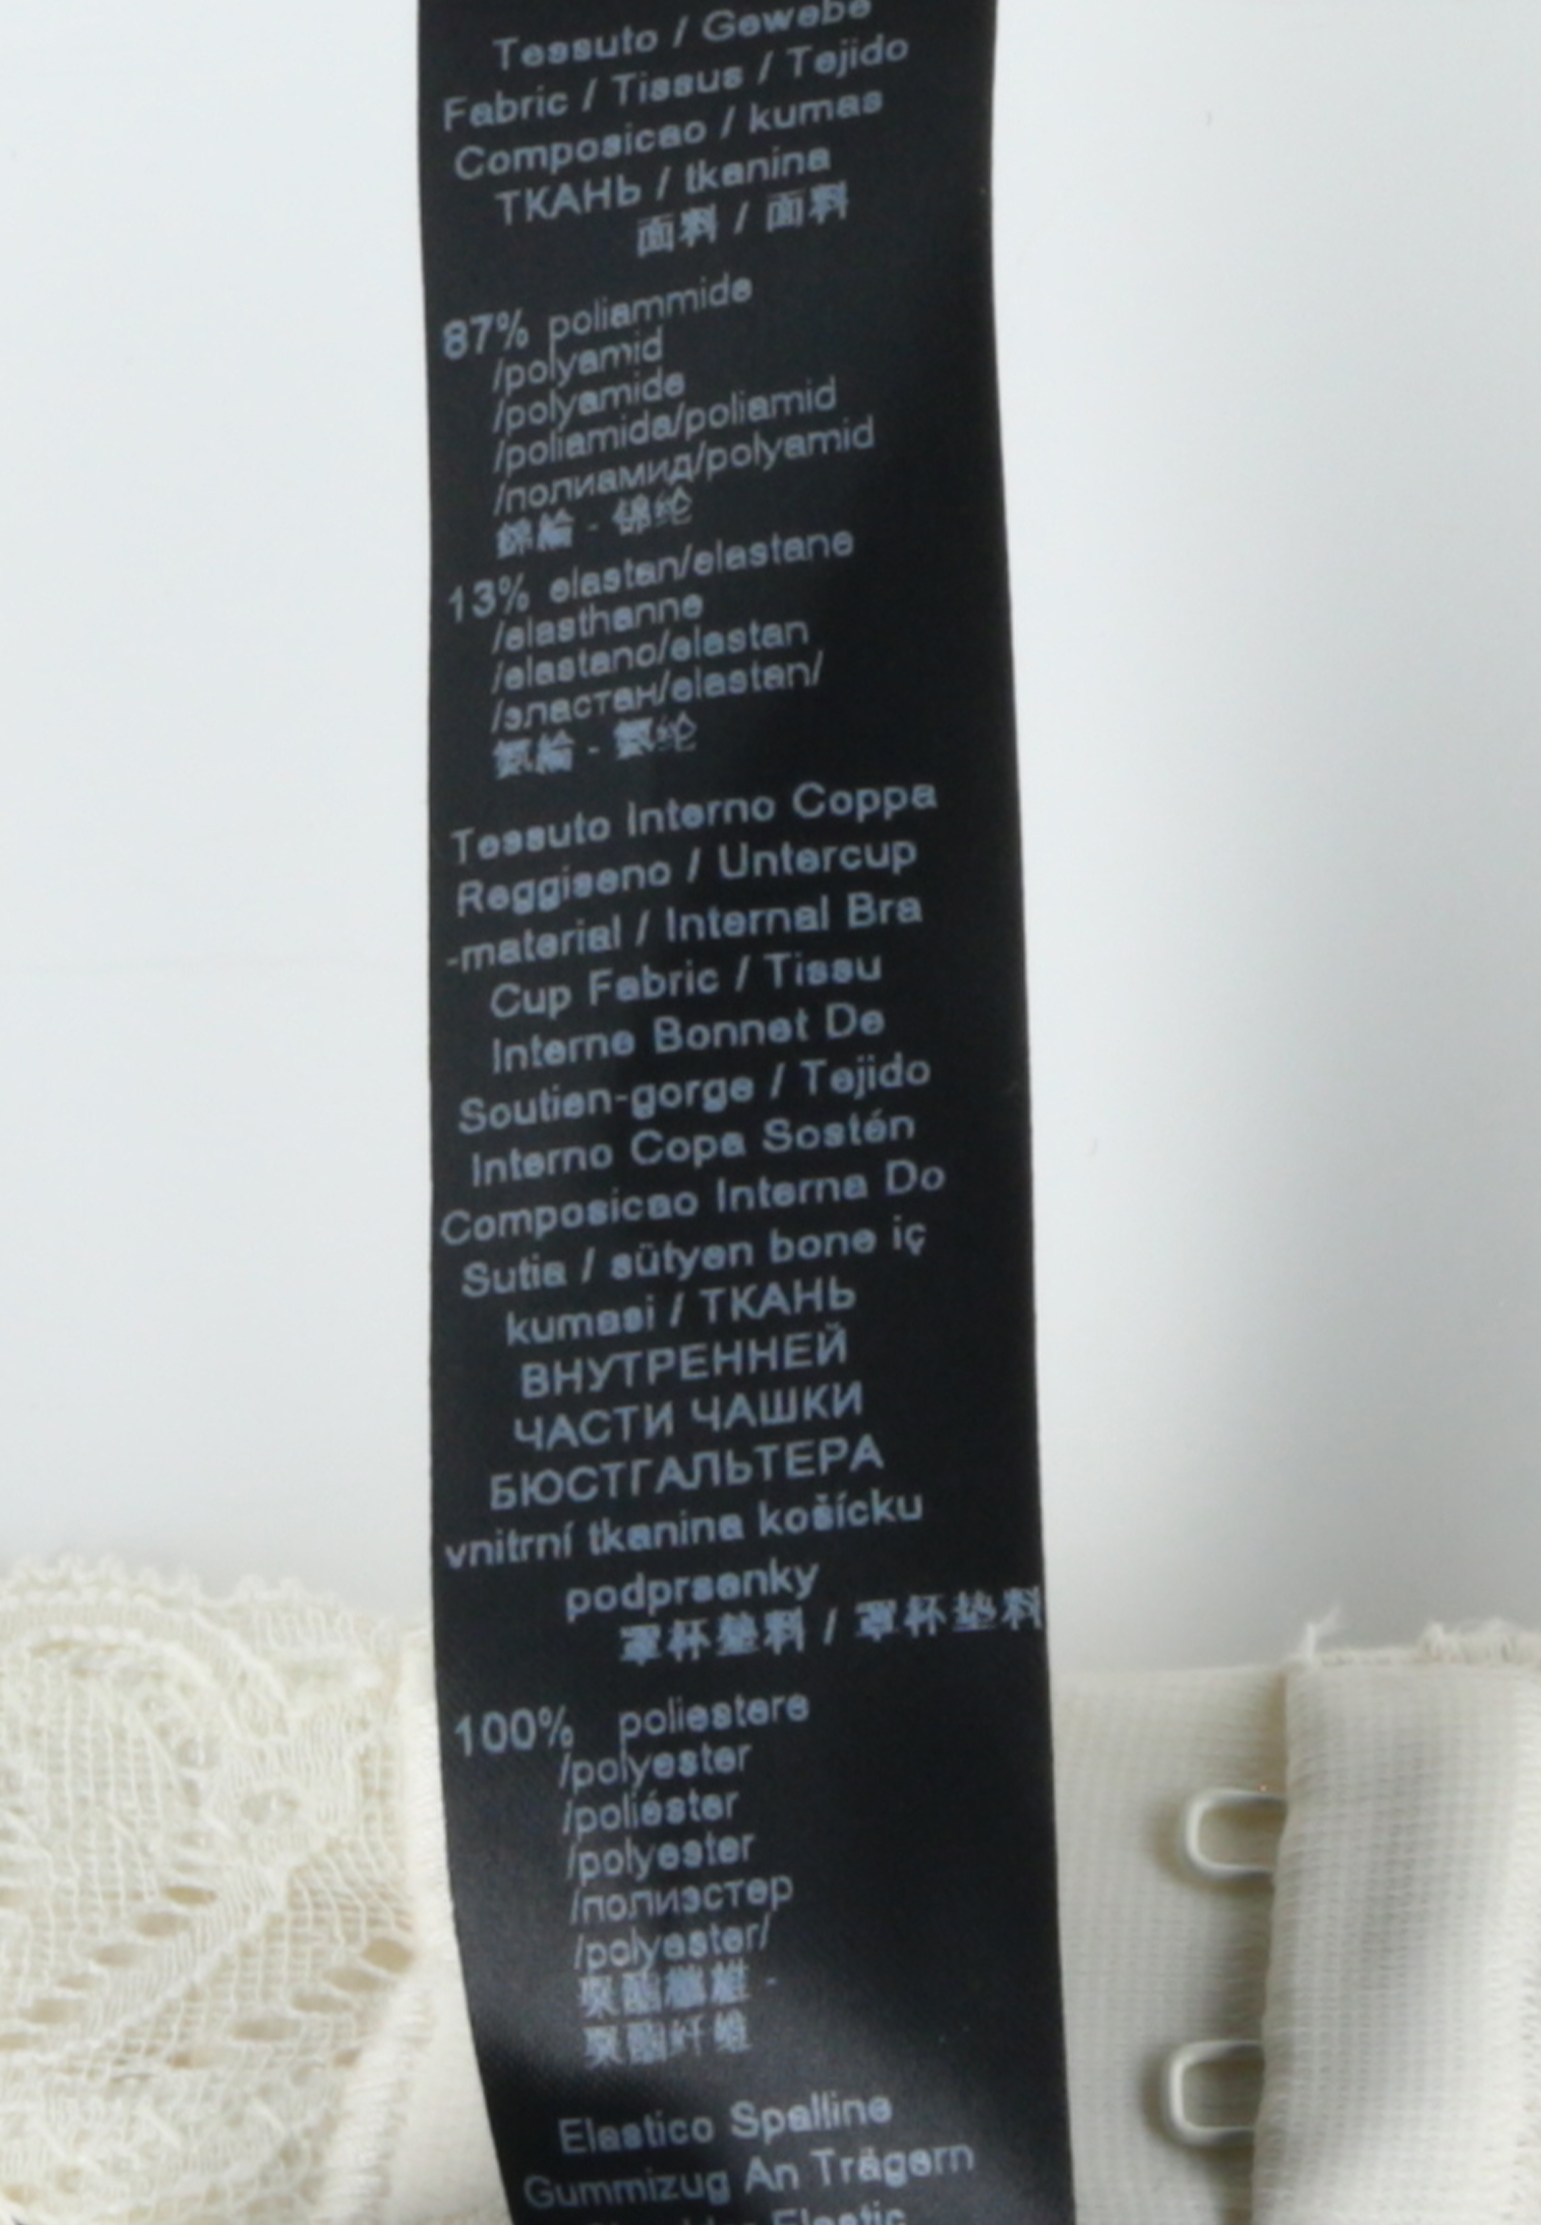 Tessuto / Gewebe
Fabric / Tissus / Tejido
Composicao / kumas
ТКАНЬ / tkanina
面料 / 面料
87% poliammide
/polyamid
/polyamide
/poliamida/poliamid
/полиамид/polyamid
錦綸 - 锦纶
13% elastan/elastane
/elasthanne
/elastano/elastan
/эластан/elastan/
氨綸 - 氨纶
Tessuto Interno Coppa
Reggiseno / Untercup
-material / Internal Bra
Cup Fabric / Tissu
Interne Bonnet De
Soutien-gorge / Tejido
Interno Copa Sostén
Composicao Interna Do
Sutia / sütyen bone iç
kumasi / ТКАНЬ
ВНУТРЕННЕЙ
ЧАСТИ ЧАШКИ
БЮСТГАЛЬТЕРА
vnitrní tkanina košícku
podprsenky
罩杯墊料 / 罩杯垫料
100% poliestere
/polyester
/poliéster
/polyester
/полиэстер
/polyester/
聚酯纖維 -
聚酯纤维
Elastico Spalline
Gummizug An Trägern
Elastic